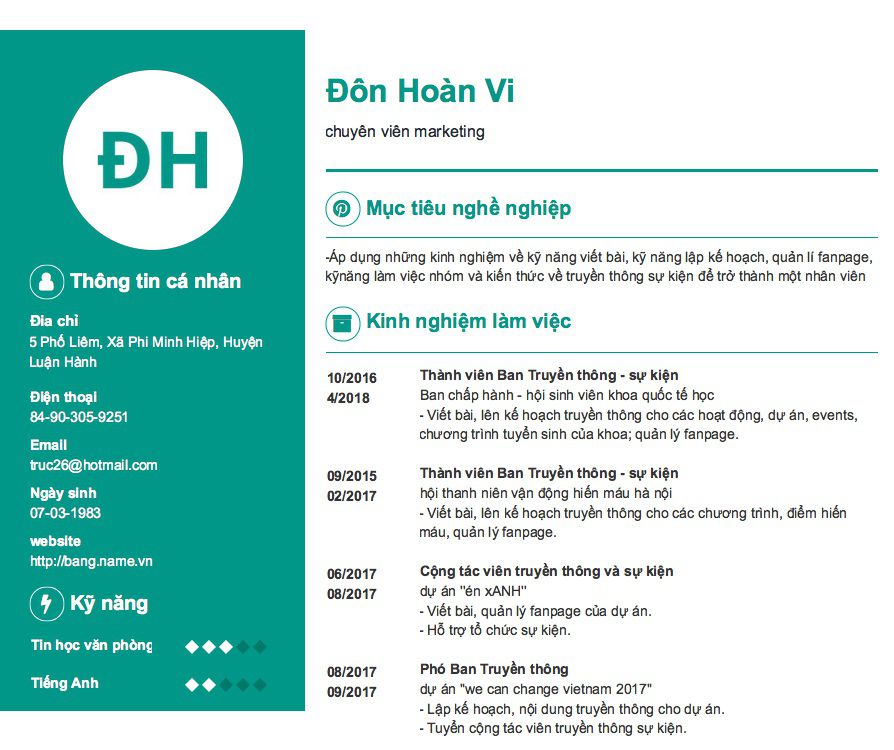 ĐH
Thông tin cá nhân
Đia chỉ
5 Phố Liêm, Xã Phi Minh Hiệp, Huyện
Luận Hành
Điện thoại
84-90-305-9251
Email
truc26@hotmail.com
Ngày sinh
07-03-1983
website
http://bang.name.vn
Kỹ năng
Tin học văn phòng
Tiếng Anh
Đôn Hoàn Vi
chuyên viên marketing
Mục tiêu nghề nghiệp
-Áp dụng những kinh nghiệm về kỹ năng viết bài, kỹ năng lập kế hoạch, quản lí fanpage,
kỹnăng làm việc nhóm và kiến thức về truyền thông sự kiện để trở thành một nhân viên
Kinh nghiệm làm việc
10/2016
4/2018
Thành viên Ban Truyền thông - sự kiện
Ban chấp hành - hội sinh viên khoa quốc tế học
- Viết bài, lên kế hoạch truyền thông cho các hoạt động, dự án, events,
chương trình tuyển sinh của khoa; quản lý fanpage.
09/2015
02/2017
Thành viên Ban Truyền thông - sự kiện
hội thanh niên vận động hiến máu hà nội
- Viết bài, lên kế hoạch truyền thông cho các chương trình, điểm hiến
máu, quản lý fanpage.
06/2017
08/2017
Cộng tác viên truyền thông và sự kiện
dự án "én xANH"
- Viết bài, quản lý fanpage của dự án.
- Hỗ trợ tổ chức sự kiện.
08/2017
09/2017
Phó Ban Truyền thông
dự án "we can change vietnam 2017"
- Lập kế hoạch, nội dung truyền thông cho dự án.
- Tuyển cộng tác viên truyền thông sự kiện.